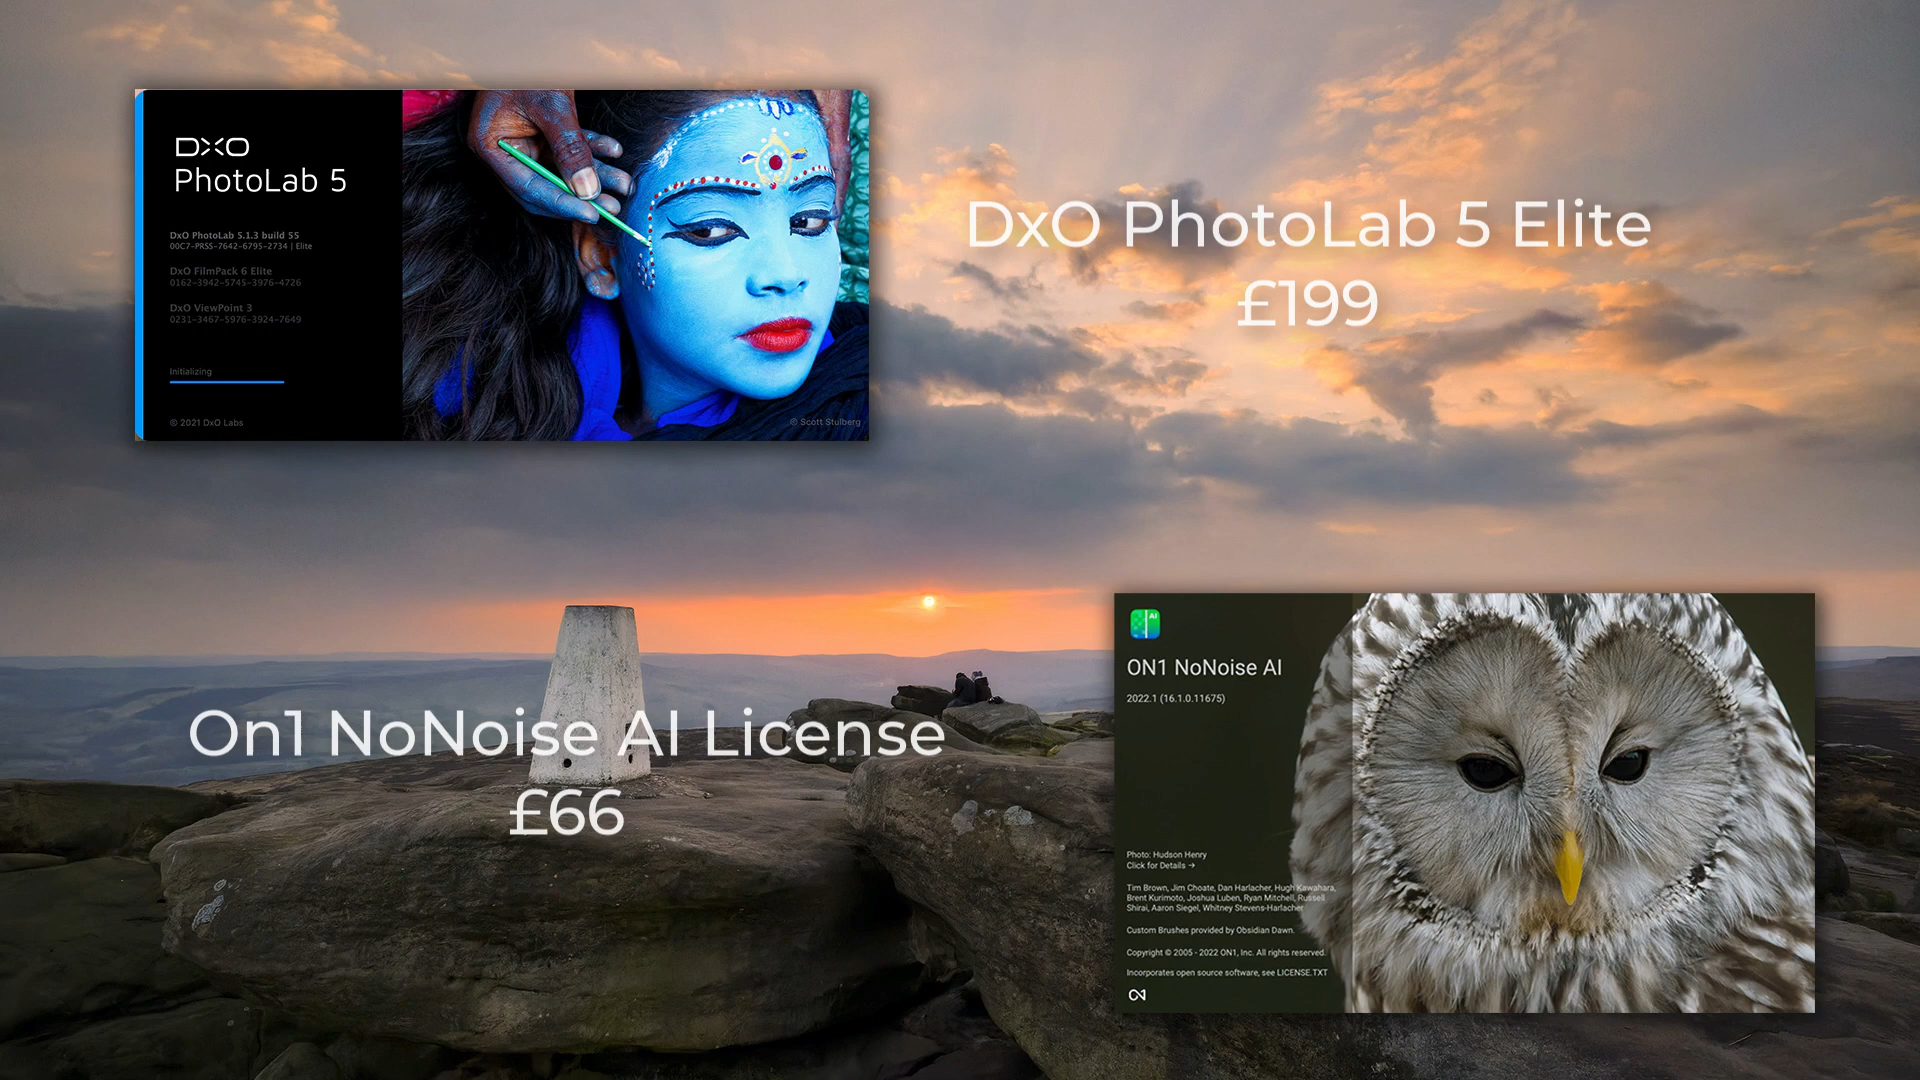 DXO
PhotoLab 5
DxO PhotoLab 5.1.3 build 55
00C7-PRSS-7642-6795-2734 | Elite
DxO FilmPack 6 Elite
0162-3942-5745-3976-4726
DxO ViewPoint 3
0231-3467-5976-3924-7649
Initializing
© 2021 DxO Labs
© Scott Stulberg
DxO PhotoLab 5 Elite
£199
On1 NoNoise AI License
£66
AI
ON1 NoNoise AI
2022.1 (16.1.0.11675)
Photo: Hudson Henry
Click for Details →
Tim Brown, Jim Choate, Dan Harlacher, Hugh Kawahara,
Brent Kurimoto, Joshua Luben, Ryan Mitchell, Russell
Shirai, Aaron Siegel, Whitney Stevens-Harlacher
Custom Brushes provided by Obsidian Dawn.
Copyright © 2005 - 2022 ON1, Inc. All rights reserved.
Incorporates open source software, see LICENSE.TXT